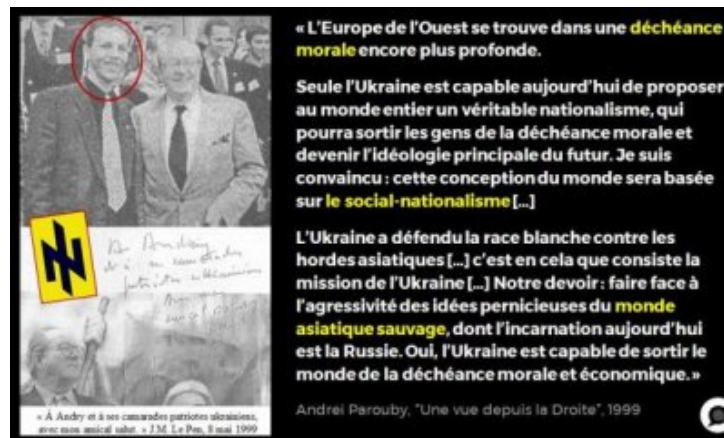 « L'Europe de l'Ouest se trouve dans une déchéance
morale encore plus profonde.
Seule l'Ukraine est capable aujourd'hui de proposer
au monde entier un véritable nationalisme, qui
pourra sortir les gens de la déchéance morale et
devenir l'idéologie principale du futur. Je suis
convaincu : cette conception du monde sera basée
sur le social-nationalisme [...]
L'Ukraine a défendu la race blanche contre les
hordes asiatiques [...] c'est en cela que consiste la
mission de l'Ukraine [...] Notre devoir : faire face à
l'agressivité des idées pernicieuses du monde
asiatique sauvage, dont l'incarnation aujourd'hui
est la Russie. Oui, l'Ukraine est capable de sortir le
monde de la déchéance morale et économique. »
Andrei Parouby, "Une vue depuis la Droite", 1999
« À Andry et à ses camarades patriotes ukrainiens,
avec mon amical salut. » J.M. Le Pen, 8 mai 1999